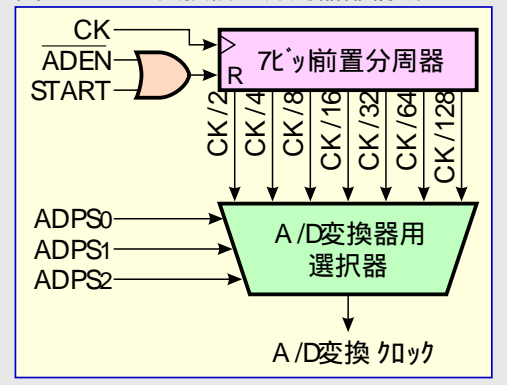 CK
ADEN
START
7ビット前置分周器
R
CK/2
CK/4
CK/8
CK/16
CK/32
CK/64
CK/128
ADPS0
ADPS1
ADPS2
A/D変換器用
選択器
A/D変換 クロック